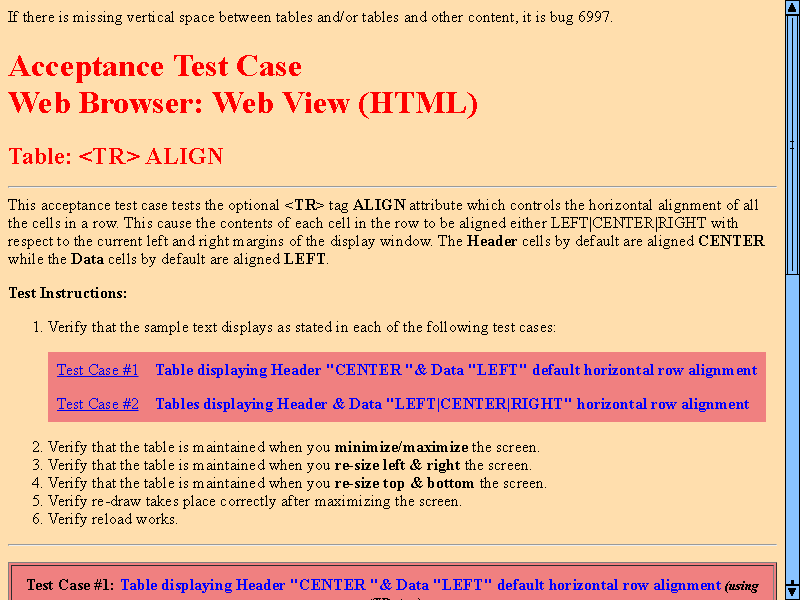 If there is missing vertical space between tables and/or tables and other content, it is bug 6997.
Acceptance Test Case
Web Browser: Web View (HTML)
Table: <TR> ALIGN
This acceptance test case tests the optional <TR> tag ALIGN attribute which controls the horizontal alignment of all
the cells in a row. This cause the contents of each cell in the row to be aligned either LEFT|CENTER|RIGHT with
respect to the current left and right margins of the display window. The Header cells by default are aligned CENTER
while the Data cells by default are aligned LEFT.
Test Instructions:
1. Verify that the sample text displays as stated in each of the following test cases:
Test Case #1 Table displaying Header "CENTER "& Data "LEFT" default horizontal row alignment
Test Case #2 Tables displaying Header & Data "LEFT|CENTER|RIGHT" horizontal row alignment
2. Verify that the table is maintained when you minimize/maximize the screen.
3. Verify that the table is maintained when you re-size left & right the screen.
4. Verify that the table is maintained when you re-size top & bottom the screen.
5. Verify re-draw takes place correctly after maximizing the screen.
6. Verify reload works.
Test Case #1: Table displaying Header "CENTER "& Data "LEFT" default horizontal row alignment (using